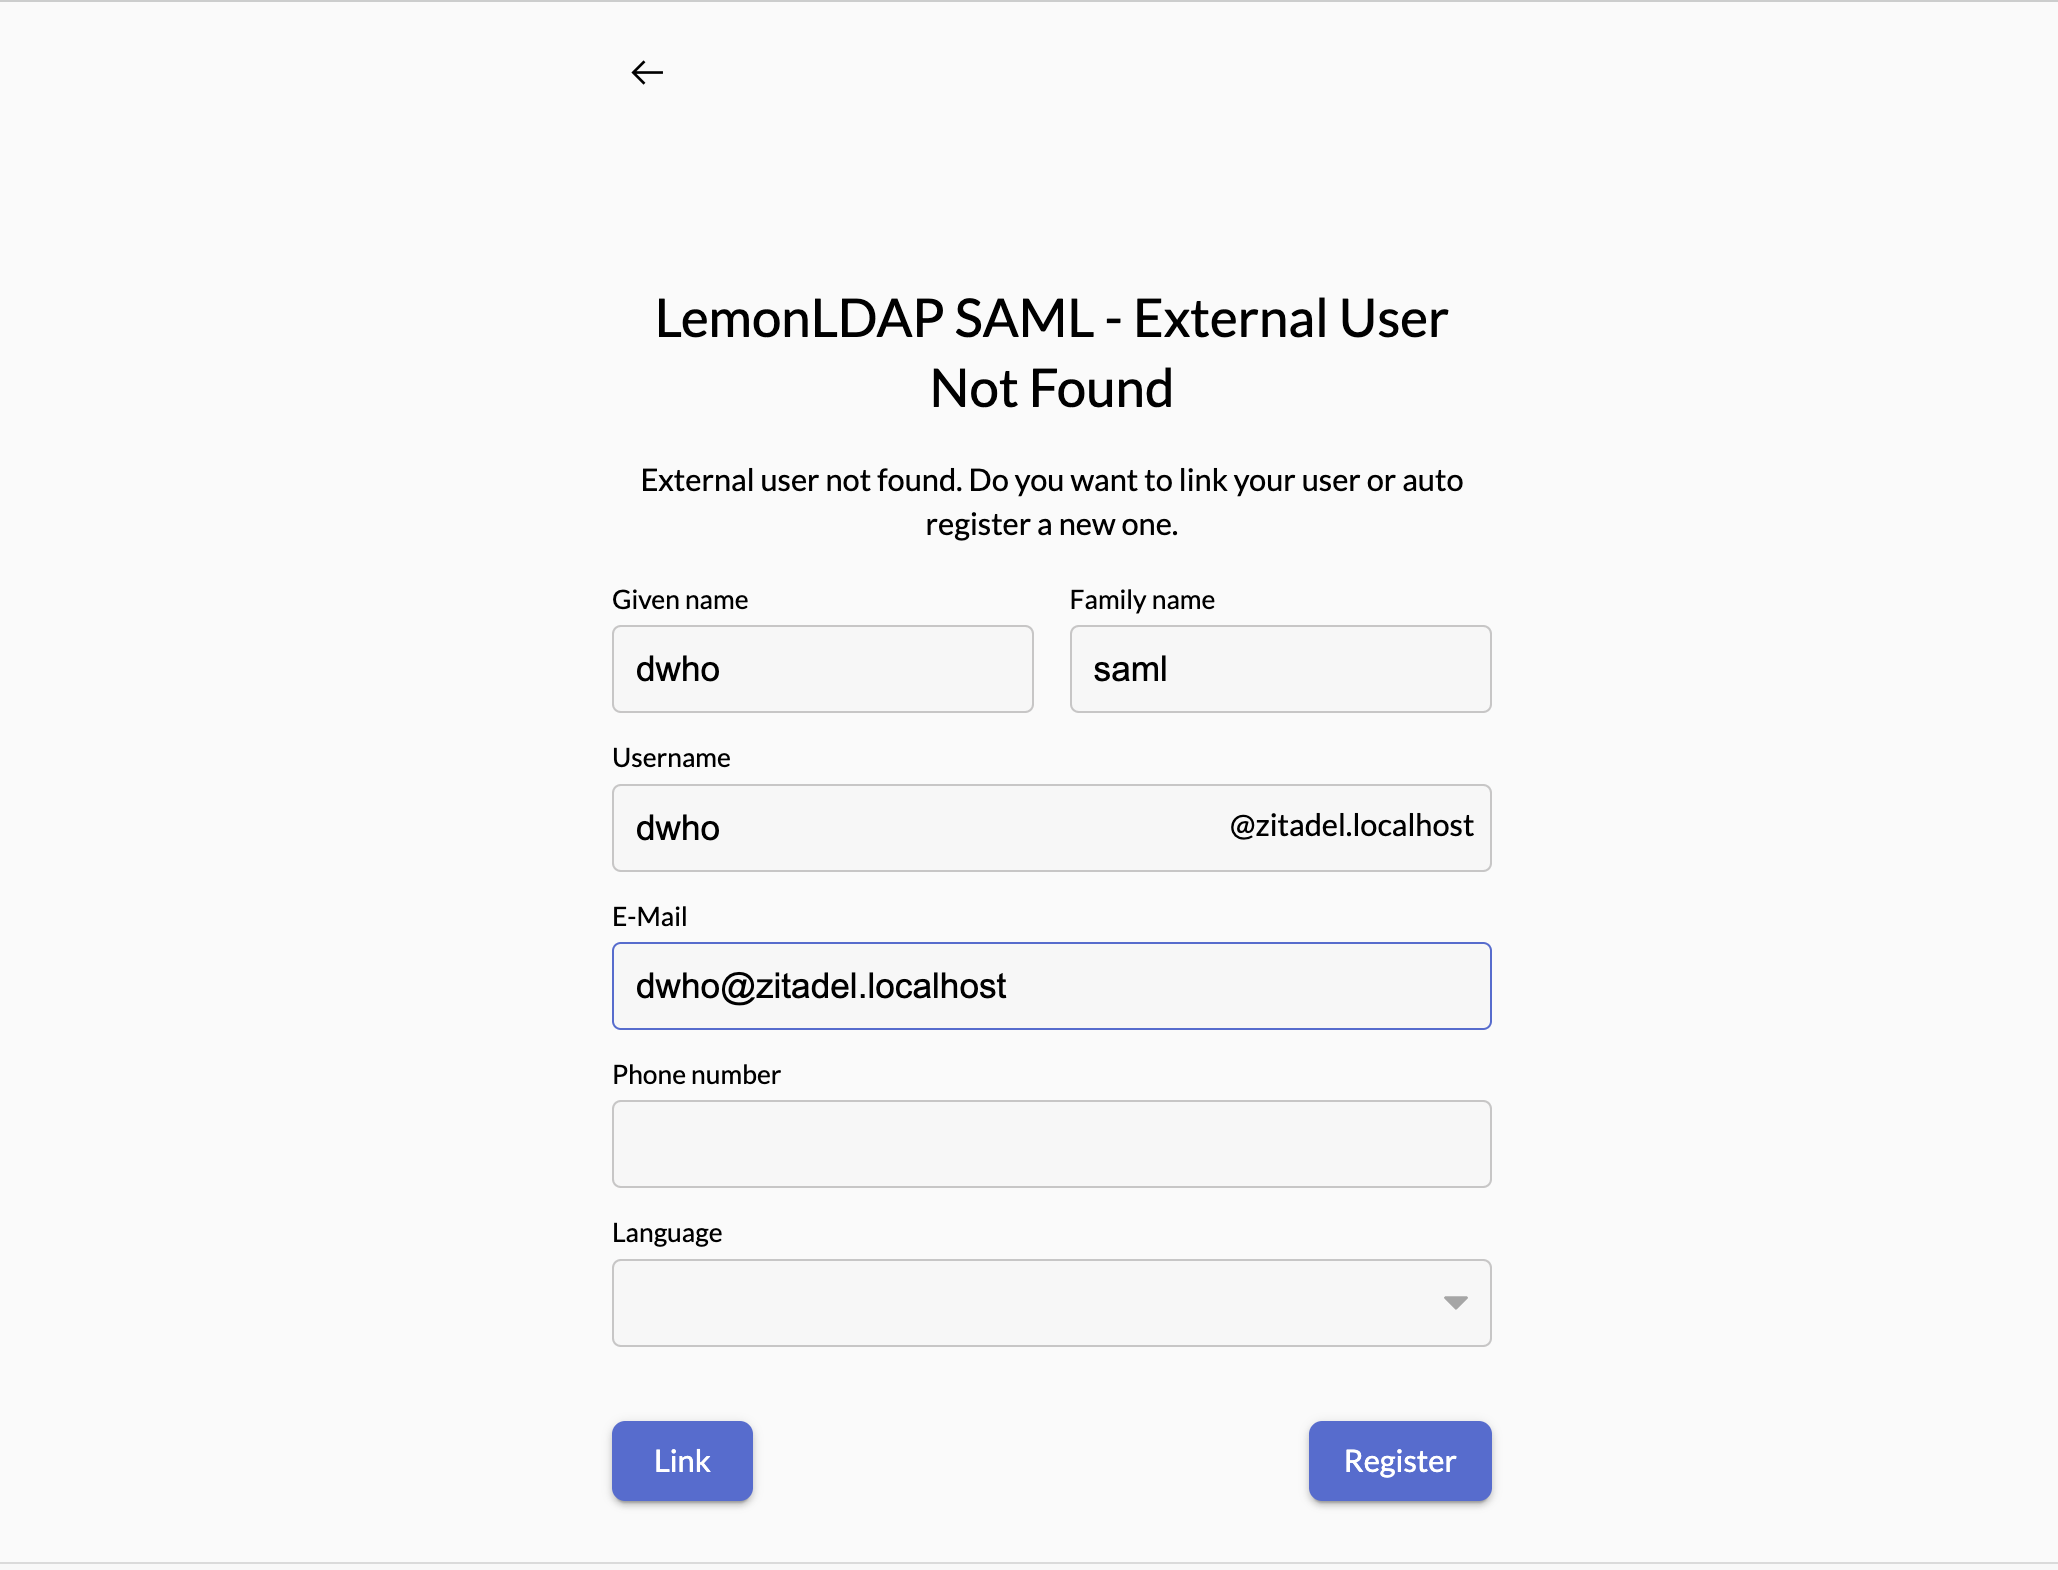 LemonLDAP SAML - External User
Not Found
External user not found. Do you want to link your user or auto
register a new one.
Given name
Family name
dwho
saml
Username
dwho
@zitadel.localhost
E-Mail
dwho@zitadel.localhost
Phone number
Language
Link
Register